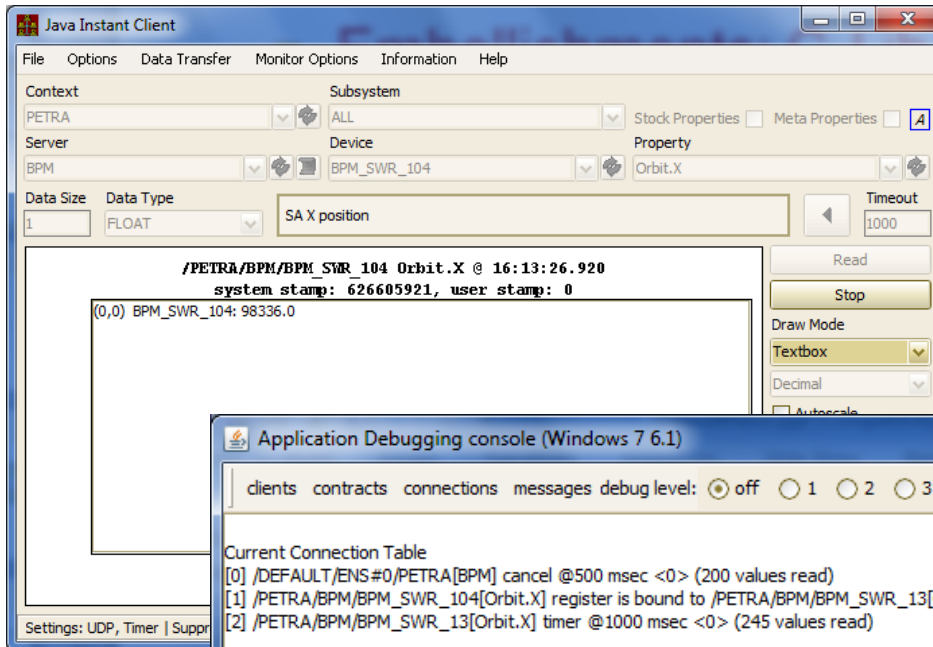 Java Instant Client
File Options Data Transfer Monitor Options Information Help
Context Subsystem
PETRA ALL Stock Properties Meta Properties A
Server Device Property
BPM BPM_SWR_104 Orbit.X
Data Size Data Type Timeout
1 FLOAT SA X position 1000
/PETRA/BPM/BPM_SWR_104 Orbit.X @ 16:13:26.920
system stamp: 626605921, user stamp: 0
(0,0) BPM_SWR_104: 98336.0
Read
Stop
Draw Mode
Textbox
Decimal
Autoscale
Application Debugging console (Windows 7 6.1)
clients contracts connections messages debug level: off 1 2 3
Current Connection Table
[0] /DEFAULT/ENS#0/PETRA[BPM] cancel @500 msec <0> (200 values read)
[1] /PETRA/BPM/BPM_SWR_104[Orbit.X] register is bound to /PETRA/BPM/BPM_SWR_13[
[2] /PETRA/BPM/BPM_SWR_13[Orbit.X] timer @1000 msec <0> (245 values read)
Settings: UDP, Timer | Suppr